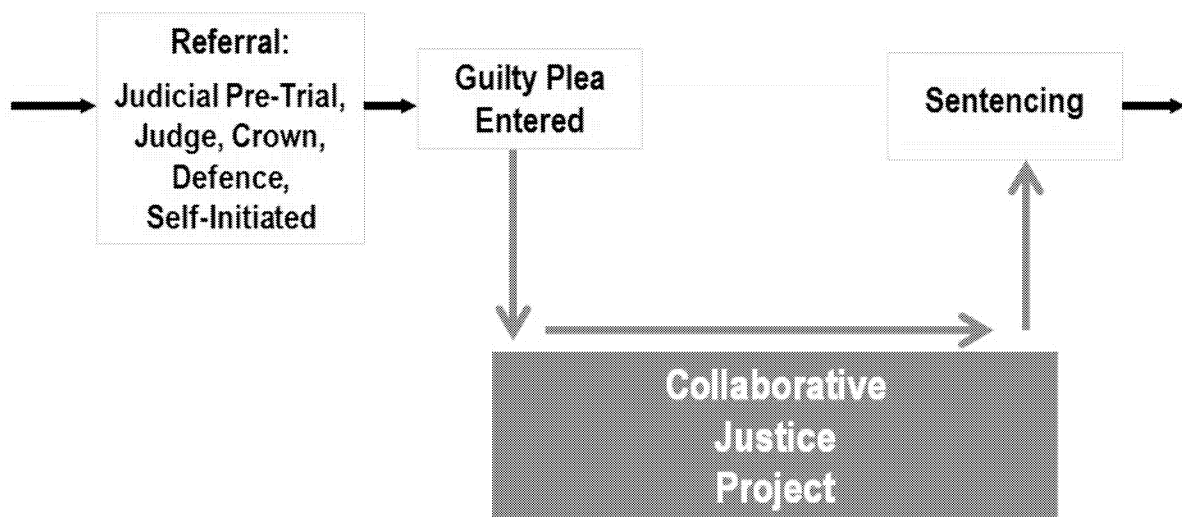 Referral:
Judicial Pre-Trial,
Judge, Crown,
Defence,
Self-Initiated
Guilty Plea
Entered
Sentencing
Collaborative
Justice
Project